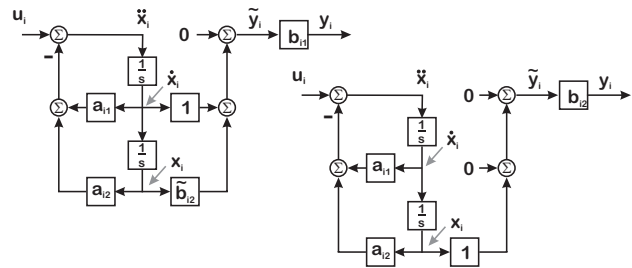 uᵢ ẍᵢ ỹᵢ yᵢ
Σ 0 Σ bᵢ₁
−
1/s
ẋᵢ
Σ aᵢ₁ 1 Σ
1/s
xᵢ
aᵢ₂ b̃ᵢ₂
uᵢ ẍᵢ ỹᵢ yᵢ
Σ 0 Σ bᵢ₂
−
1/s
ẋᵢ
Σ aᵢ₁ 0 Σ
1/s
xᵢ
aᵢ₂ 1